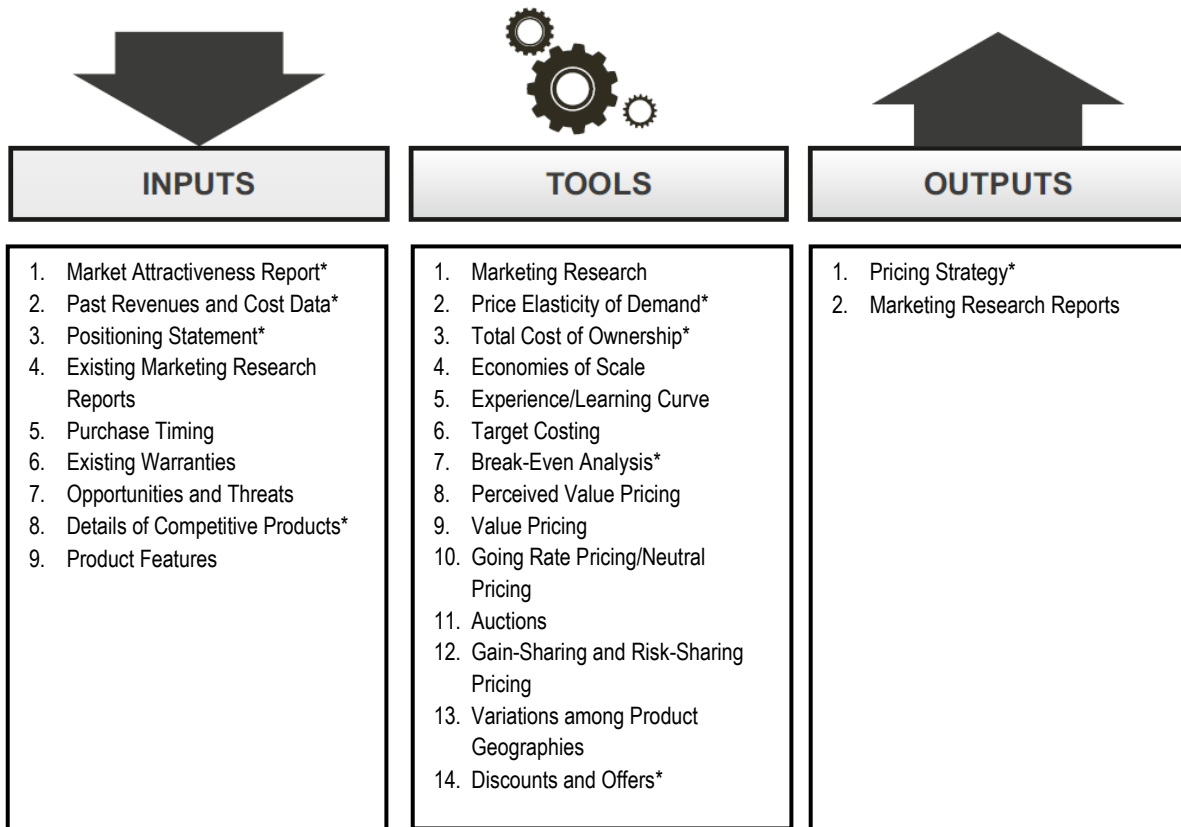 INPUTS
1. Market Attractiveness Report*
2. Past Revenues and Cost Data*
3. Positioning Statement*
4. Existing Marketing Research
Reports
5. Purchase Timing
6. Existing Warranties
7. Opportunities and Threats
8. Details of Competitive Products*
9. Product Features
TOOLS
1. Marketing Research
2. Price Elasticity of Demand*
3. Total Cost of Ownership*
4. Economies of Scale
5. Experience/Learning Curve
6. Target Costing
7. Break-Even Analysis*
8. Perceived Value Pricing
9. Value Pricing
10. Going Rate Pricing/Neutral
Pricing
11. Auctions
12. Gain-Sharing and Risk-Sharing
Pricing
13. Variations among Product
Geographies
14. Discounts and Offers*
OUTPUTS
1. Pricing Strategy*
2. Marketing Research Reports